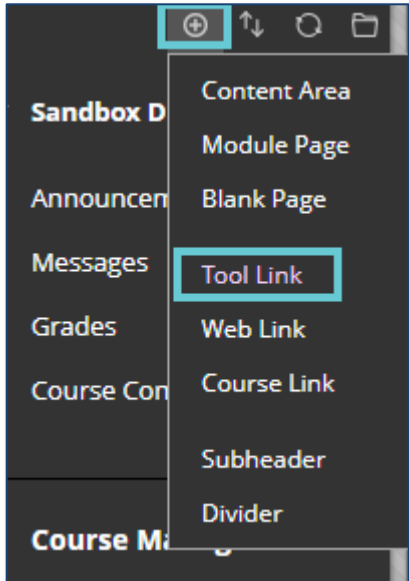 Content Area
Sandbox D
Module Page
Announcem
Blank Page
Messages
Tool Link
Grades
Web Link
Course Con
Course Link
Subheader
Divider
Course Ma